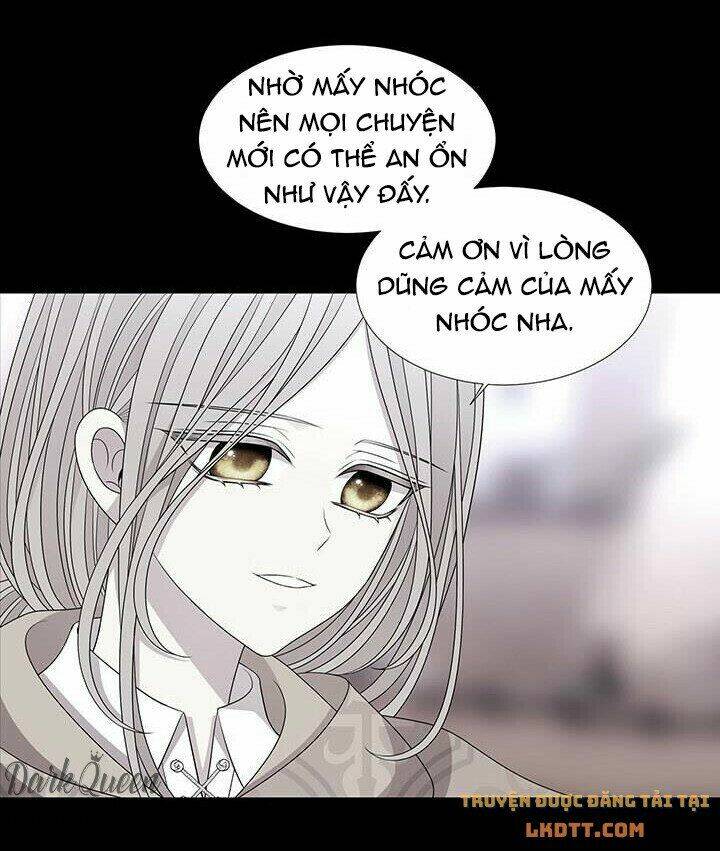 NHỜ MẤY NHÓC
NÊN MỌI CHUYỆN
MỚI CÓ THỂ AN ỔN
NHƯ VẬY ĐẤY.
CẢM ƠN VÌ LÒNG
DŨNG CẢM CỦA MẤY
NHÓC NHA.
DarkQueen
TRUYỆN ĐƯỢC ĐĂNG TẢI TẠI
LKDTT.COM